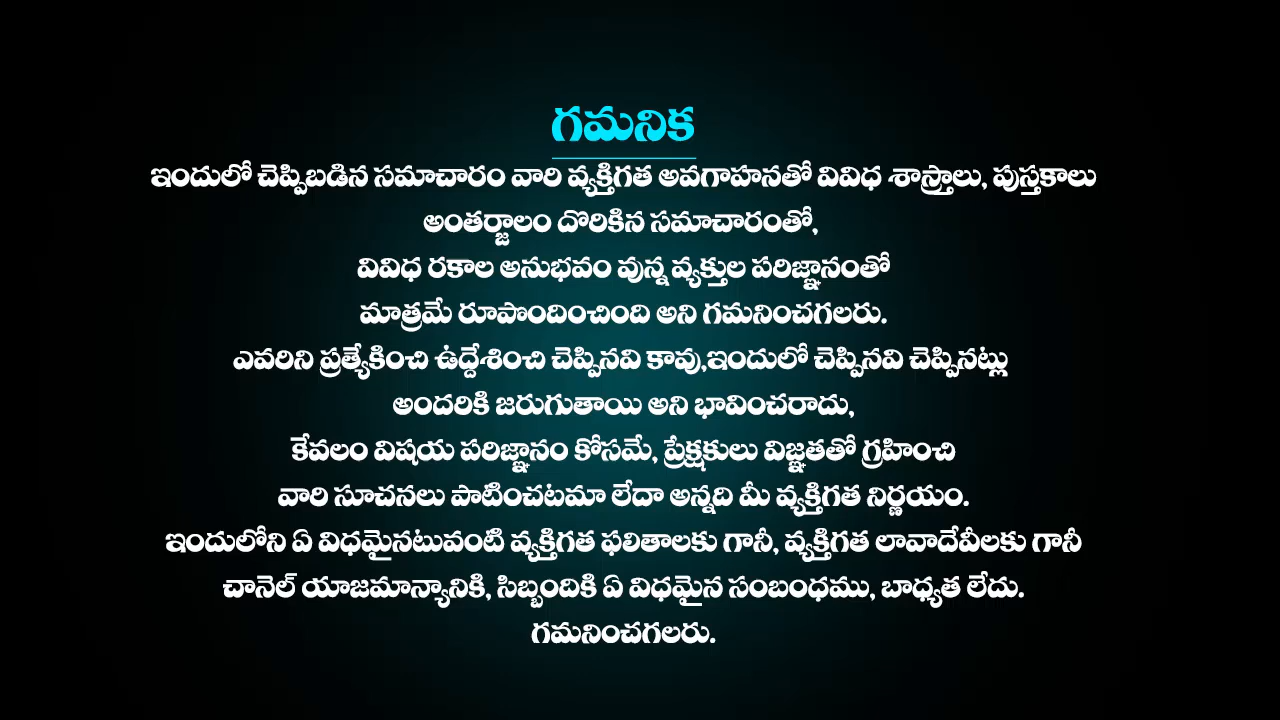 గమనిక
ఇందులో చెప్పిబడిన సమాచారం వారి వ్యక్తిగత అవగాహనతో వివిధ శాస్త్రాలు, పుస్తకాలు
అంతర్జాలం దొరికిన సమాచారంతో,
వివిధ రకాల అనుభవం వున్న వ్యక్తుల పరిజ్ఞానంతో
మాత్రమే రూపొందించింది అని గమనించగలరు.
ఎవరిని ప్రత్యేకించి ఉద్దేశించి చెప్పినవి కావు,ఇందులో చెప్పినవి చెప్పినట్లు
అందరికి జరుగుతాయి అని భావించరాదు,
కేవలం విషయ పరిజ్ఞానం కోసమే, ప్రేక్షకులు విజ్ఞతతో గ్రహించి
వారి సూచనలు పాటించటమా లేదా అన్నది మీ వ్యక్తిగత నిర్ణయం.
ఇందులోని ఏ విధమైనటువంటి వ్యక్తిగత ఫలితాలకు గానీ, వ్యక్తిగత లావాదేవీలకు గానీ
చానెల్ యాజమాన్యానికి, సిబ్బందికి ఏ విధమైన సంబంధము, బాధ్యత లేదు.
గమనించగలరు.